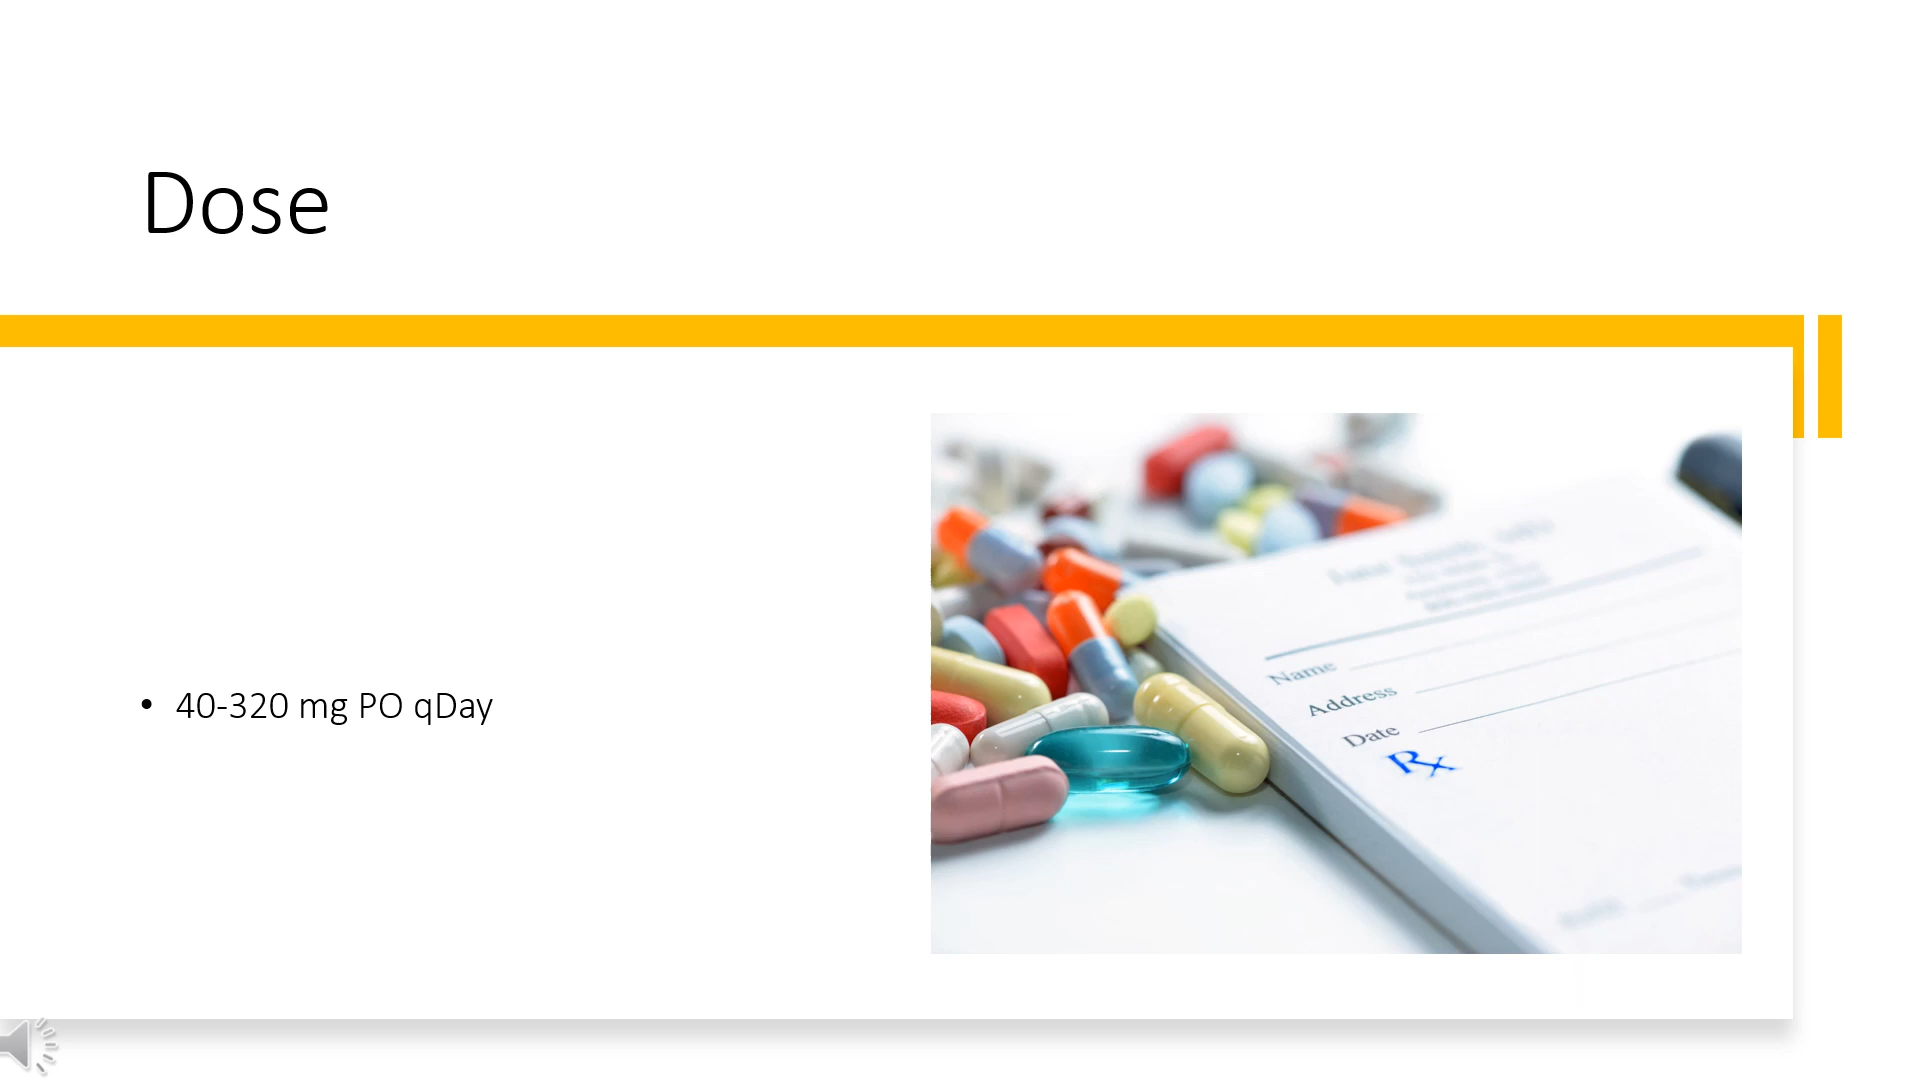 Dose
• 40-320 mg PO qDay
Name
Address
Date
Rx